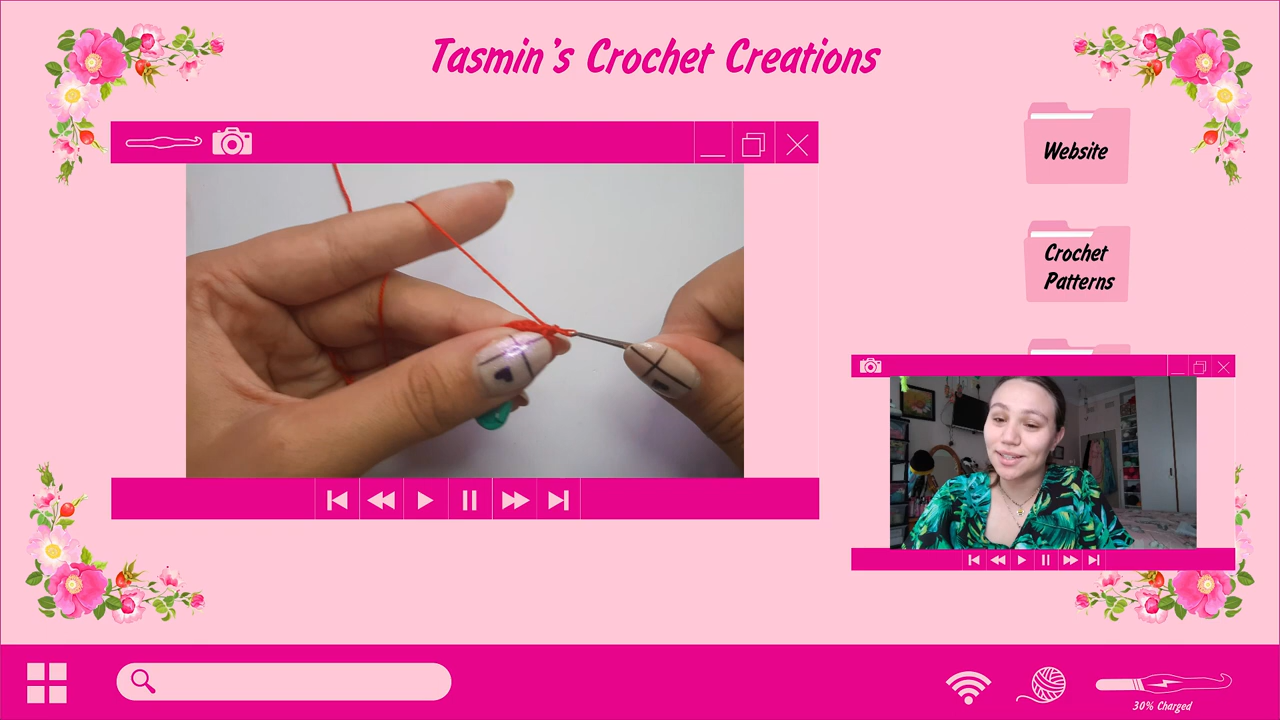 Tasmin's Crochet Creations
Website
Crochet
Patterns
30% Charged